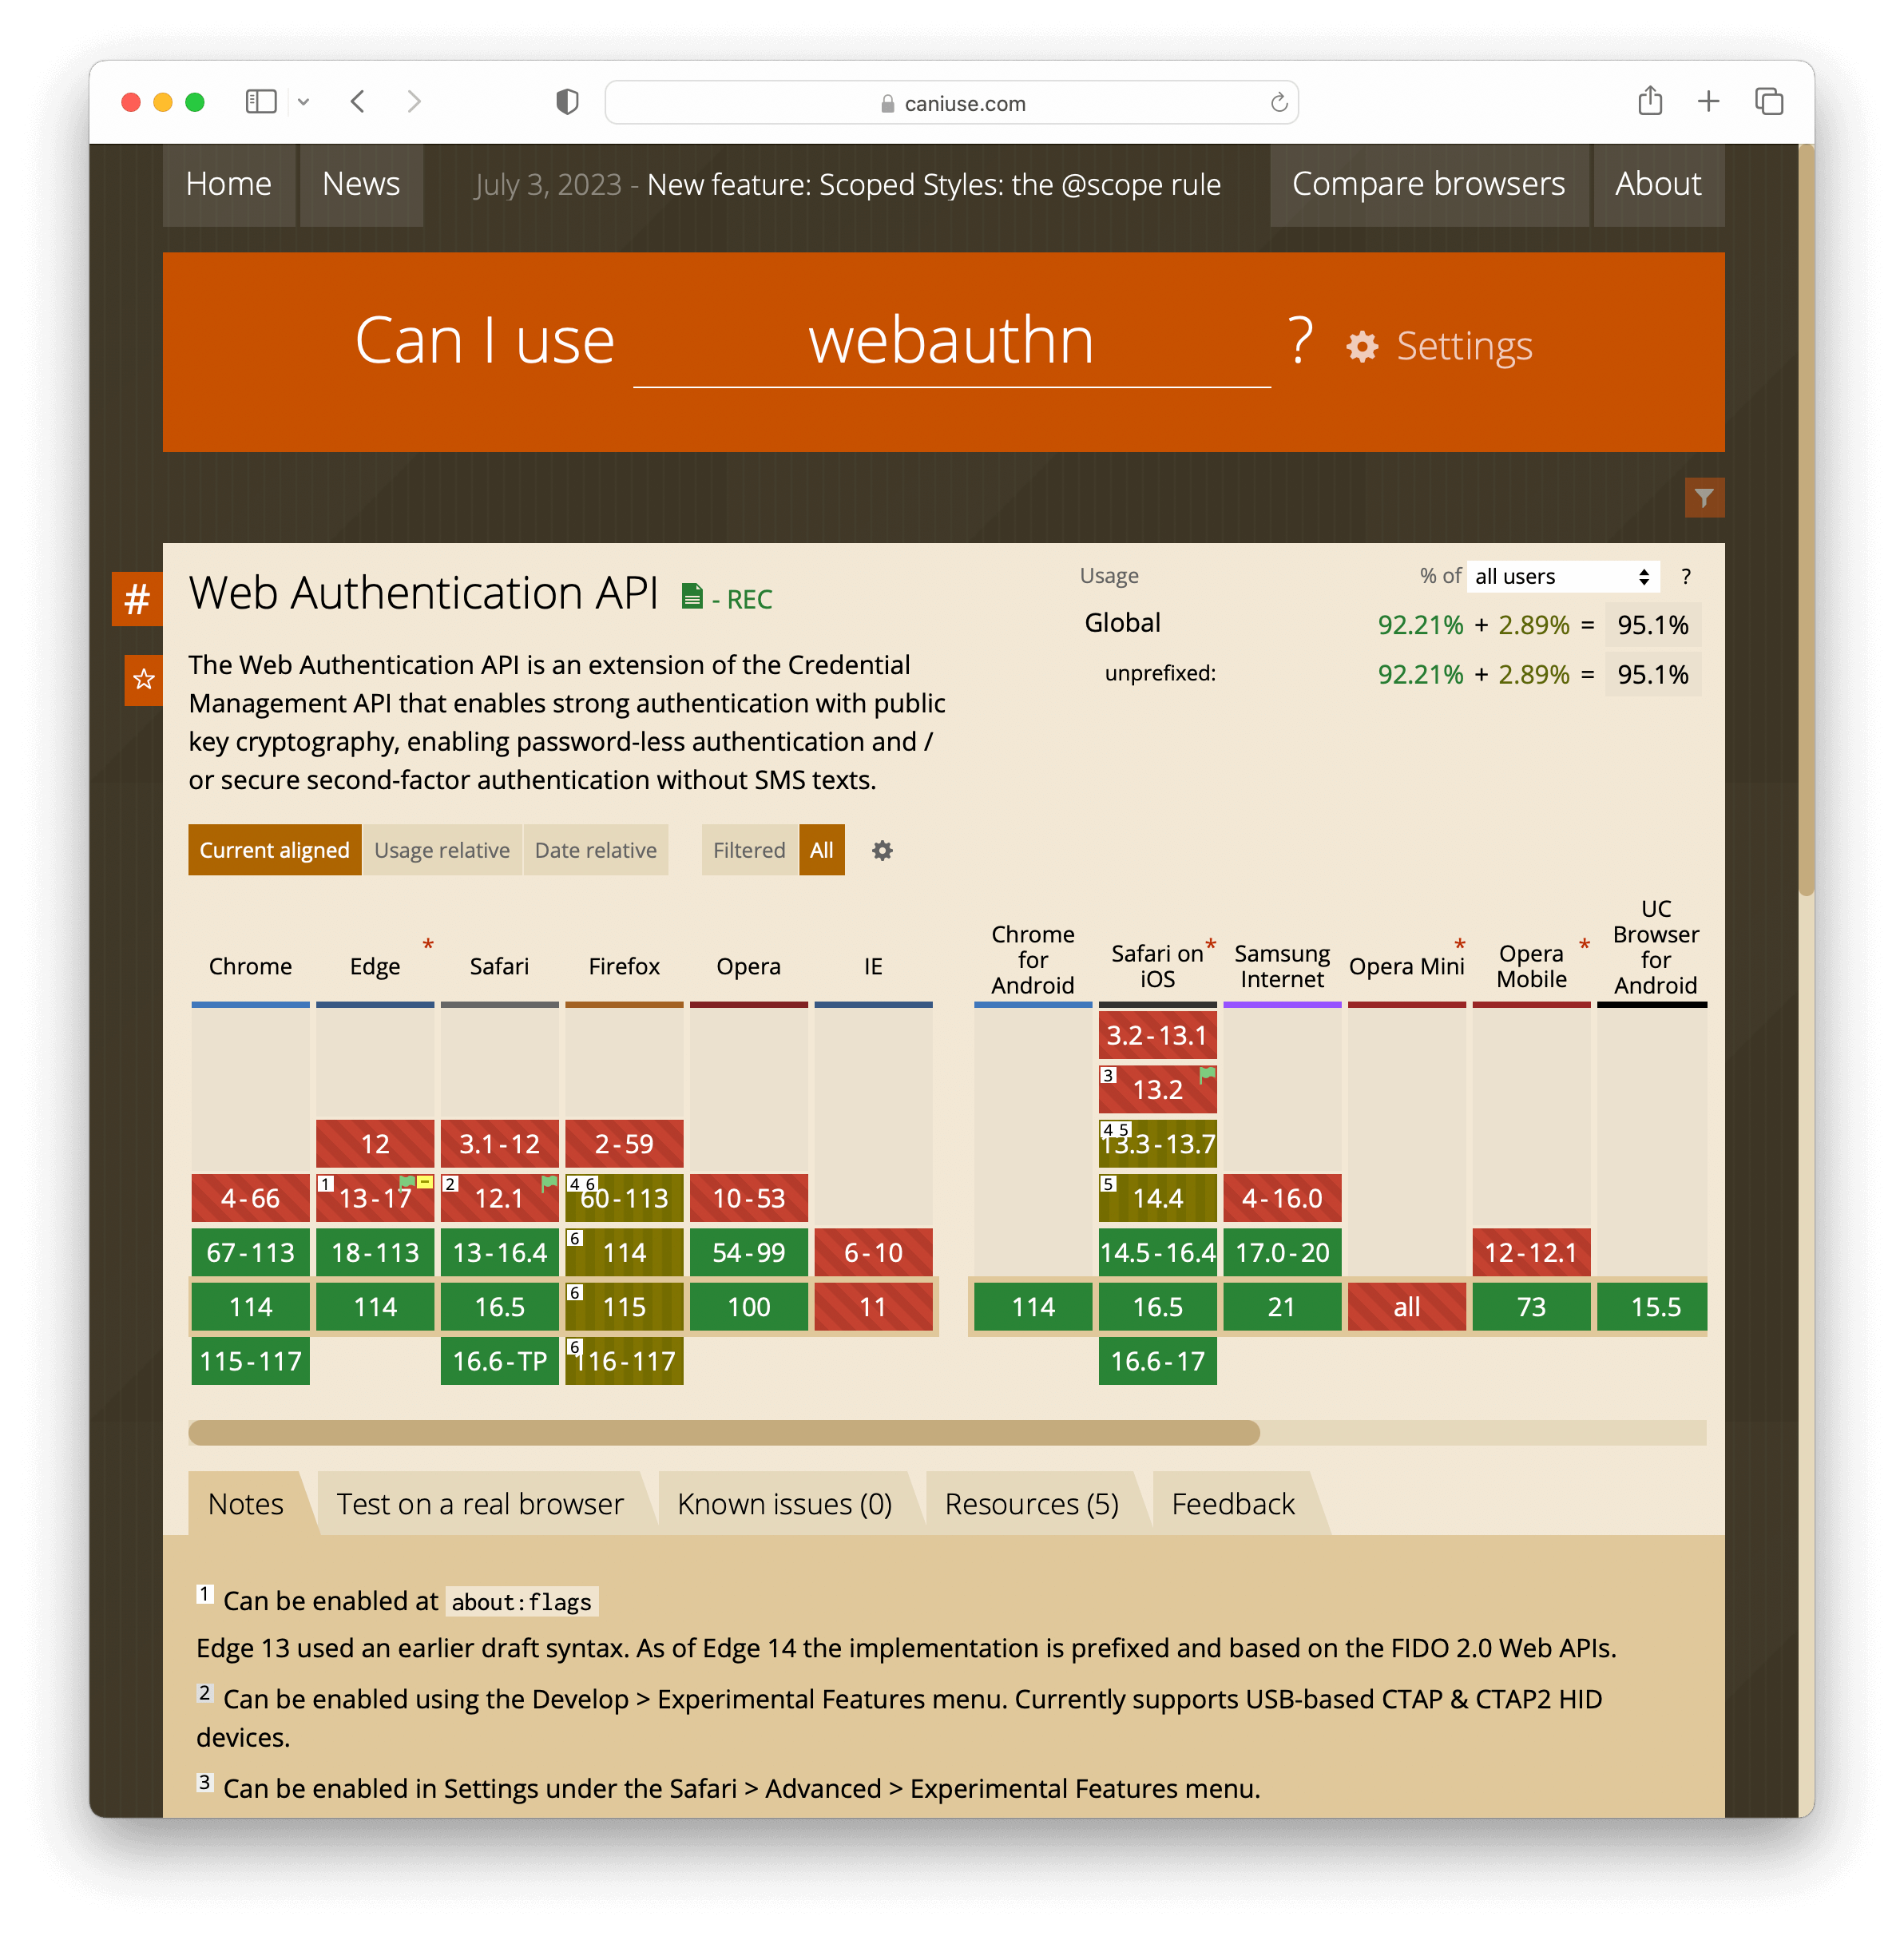 caniuse.com
Home
News
July 3, 2023 - New feature: Scoped Styles: the @scope rule
Compare browsers
About
Can I use webauthn ? Settings
#
Web Authentication API - REC
The Web Authentication API is an extension of the Credential
Management API that enables strong authentication with public
key cryptography, enabling password-less authentication and /
or secure second-factor authentication without SMS texts.
Usage % of all users ?
Global 92.21% + 2.89% = 95.1%
unprefixed: 92.21% + 2.89% = 95.1%
Current aligned Usage relative Date relative Filtered All
Chrome
4-66
67-113
114
115-117
Edge *
12
1 13-17
18-113
114
Safari
3.1-12
2 12.1
13-16.4
16.5
16.6-TP
Firefox
2-59
4 6 60-113
6 114
6 115
6 116-117
Opera
10-53
54-99
100
IE
6-10
11
Chrome
for
Android
114
Safari on *
iOS
3.2-13.1
3 13.2
4 5 13.3-13.7
5 14.4
14.5-16.4
16.5
16.6-17
Samsung
Internet
4-16.0
17.0-20
21
Opera Mini *
all
Opera *
Mobile
12-12.1
73
UC
Browser
for
Android
15.5
Notes Test on a real browser Known issues (0) Resources (5) Feedback
1 Can be enabled at about:flags
Edge 13 used an earlier draft syntax. As of Edge 14 the implementation is prefixed and based on the FIDO 2.0 Web APIs.
2 Can be enabled using the Develop > Experimental Features menu. Currently supports USB-based CTAP & CTAP2 HID
devices.
3 Can be enabled in Settings under the Safari > Advanced > Experimental Features menu.